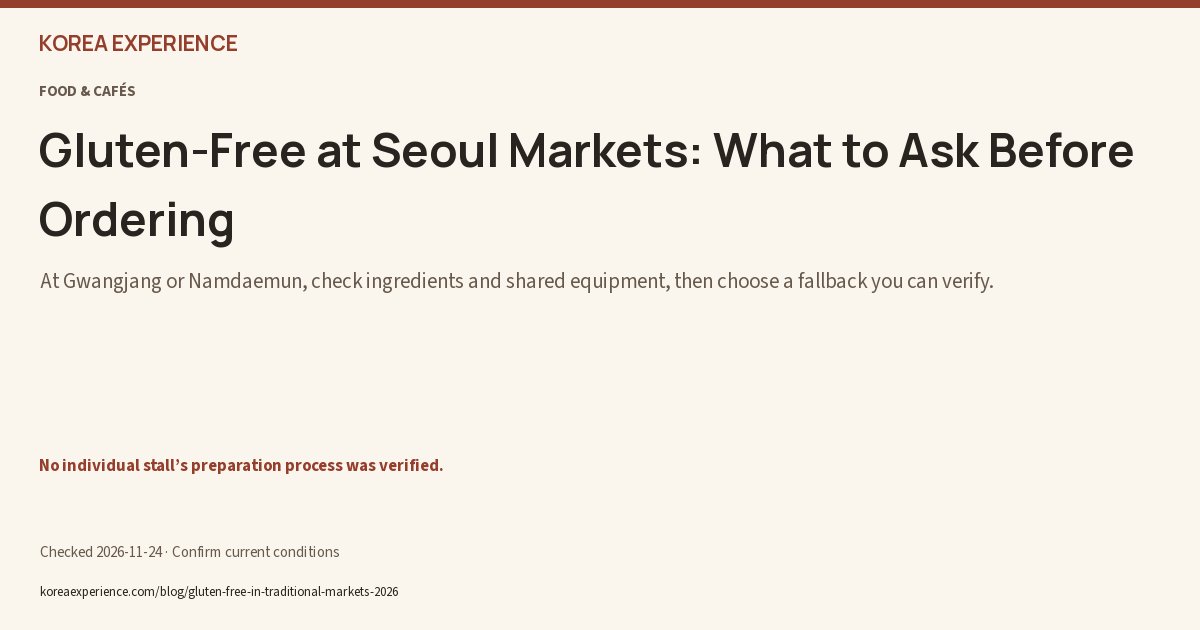 KOREA EXPERIENCE
FOOD & CAFÉS
Gluten-Free at Seoul Markets: What to Ask Before
Ordering
At Gwangjang or Namdaemun, check ingredients and shared equipment, then choose a fallback you can verify.
No individual stall’s preparation process was verified.
Checked 2026-11-24 · Confirm current conditions
koreaexperience.com/blog/gluten-free-in-traditional-markets-2026